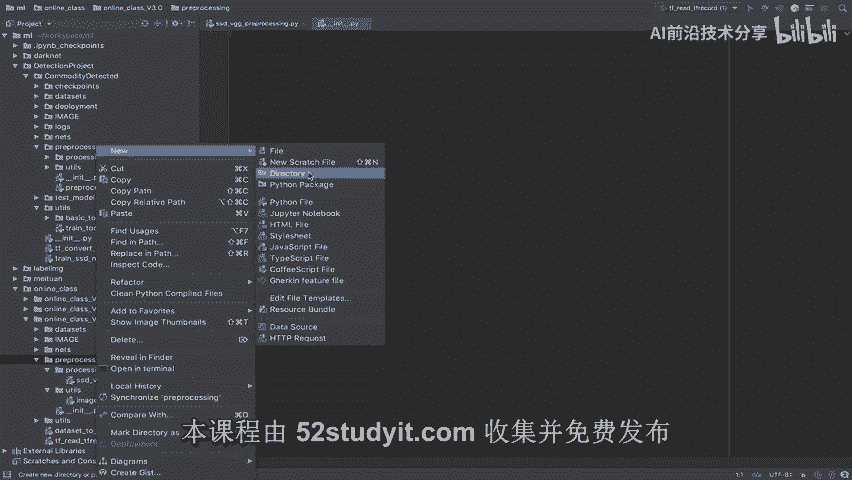 ml
online_class
online_class_V3.0
preprocessing
tf_read_tfrecord (1)
Project
ssd_vgg_preprocessing.py
__init__.py
AI前沿技术分享
bilibili
ml
.ipynb_checkpoints
darknet
DetectionProject
CommodityDetected
checkpoints
datasets
deployment
IMAGE
logs
nets
preprocess
process
utils
__init__.
preproc
test_model
utils
basic_to
train_too
__init__.py
tf_convert_
train_ssd_n
labelImg
meituan
online_class
online_class_V
online_class_V
online_class_V
datasets
IMAGE
nets
preprocess
process
ssd_v
utils
image
__init__.p
utils
dataset_to_
tf_read_tfre
External Libraries
Scratches and Cons
New
Cut ⌘X
Copy ⌘C
Copy Path ⇧⌘C
Copy Relative Path ⌥⇧⌘C
Paste ⌘V
Find Usages ⌥F7
Find in Path... ⇧⌘F
Replace in Path... ⇧⌘R
Inspect Code...
Refactor
Clean Python Compiled Files
Add to Favorites
Show Image Thumbnails ⇧⌘T
Delete...
Reveal in Finder
Open in terminal
Local History
Synchronize 'preprocessing'
Compare With... ⌘D
Mark Directory as
Deployment
Diagrams
Create Gist...
File
New Scratch File ⇧⌘N
Directory
Python Package
Python File
Jupyter Notebook
HTML File
Stylesheet
JavaScript File
TypeScript File
CoffeeScript File
Gherkin feature file
Edit File Templates...
Resource Bundle
Data Source
HTTP Request
本课程由 52studyit.com 收集并免费发布
Create new directory or p
1:1
UTF-8